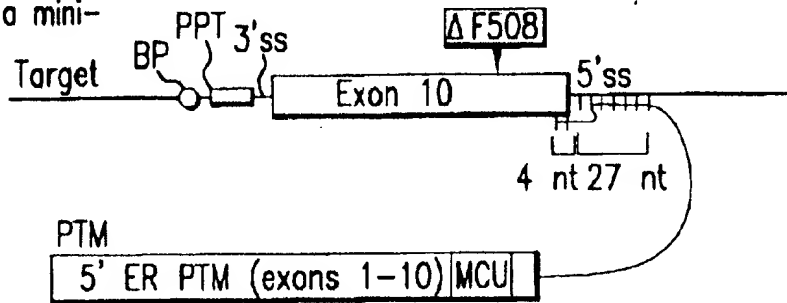 a mini-
Target
BP
PPT
3'ss
Exon 10
ΔF508
5'ss
4 nt 27 nt
PTM
5' ER PTM (exons 1-10) MCU